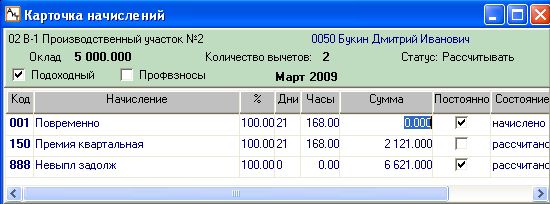 Карточка начислений
02 В-1 Производственный участок №2 0050 Букин Дмитрий Иванович
Оклад 5 000.000 Количество вычетов: 2 Статус: Рассчитывать
Подоходный Профвзносы Март 2009
Код Начисление % Дни Часы Сумма Постоянно Состояние
001 Повременно 100.00 21 168.00 0.000 начислено
150 Премия квартальная 100.00 21 168.00 2 121.000 рассчитано
888 Невыпл задолж 100.00 0 0.00 6 621.000 рассчитано